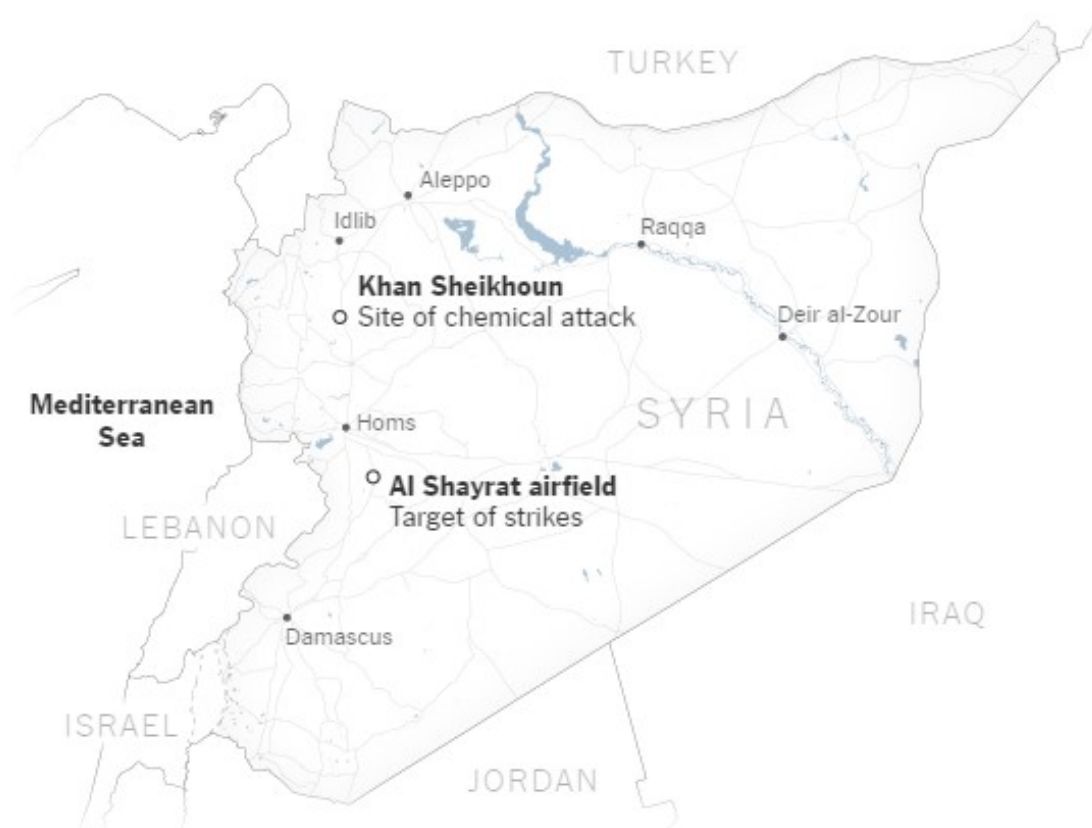 TURKEY
Aleppo
Idlib
Raqqa
Khan Sheikhoun
Site of chemical attack
Deir al-Zour
Mediterranean
Sea
SYRIA
Homs
Al Shayrat airfield
Target of strikes
LEBANON
IRAQ
Damascus
ISRAEL
JORDAN